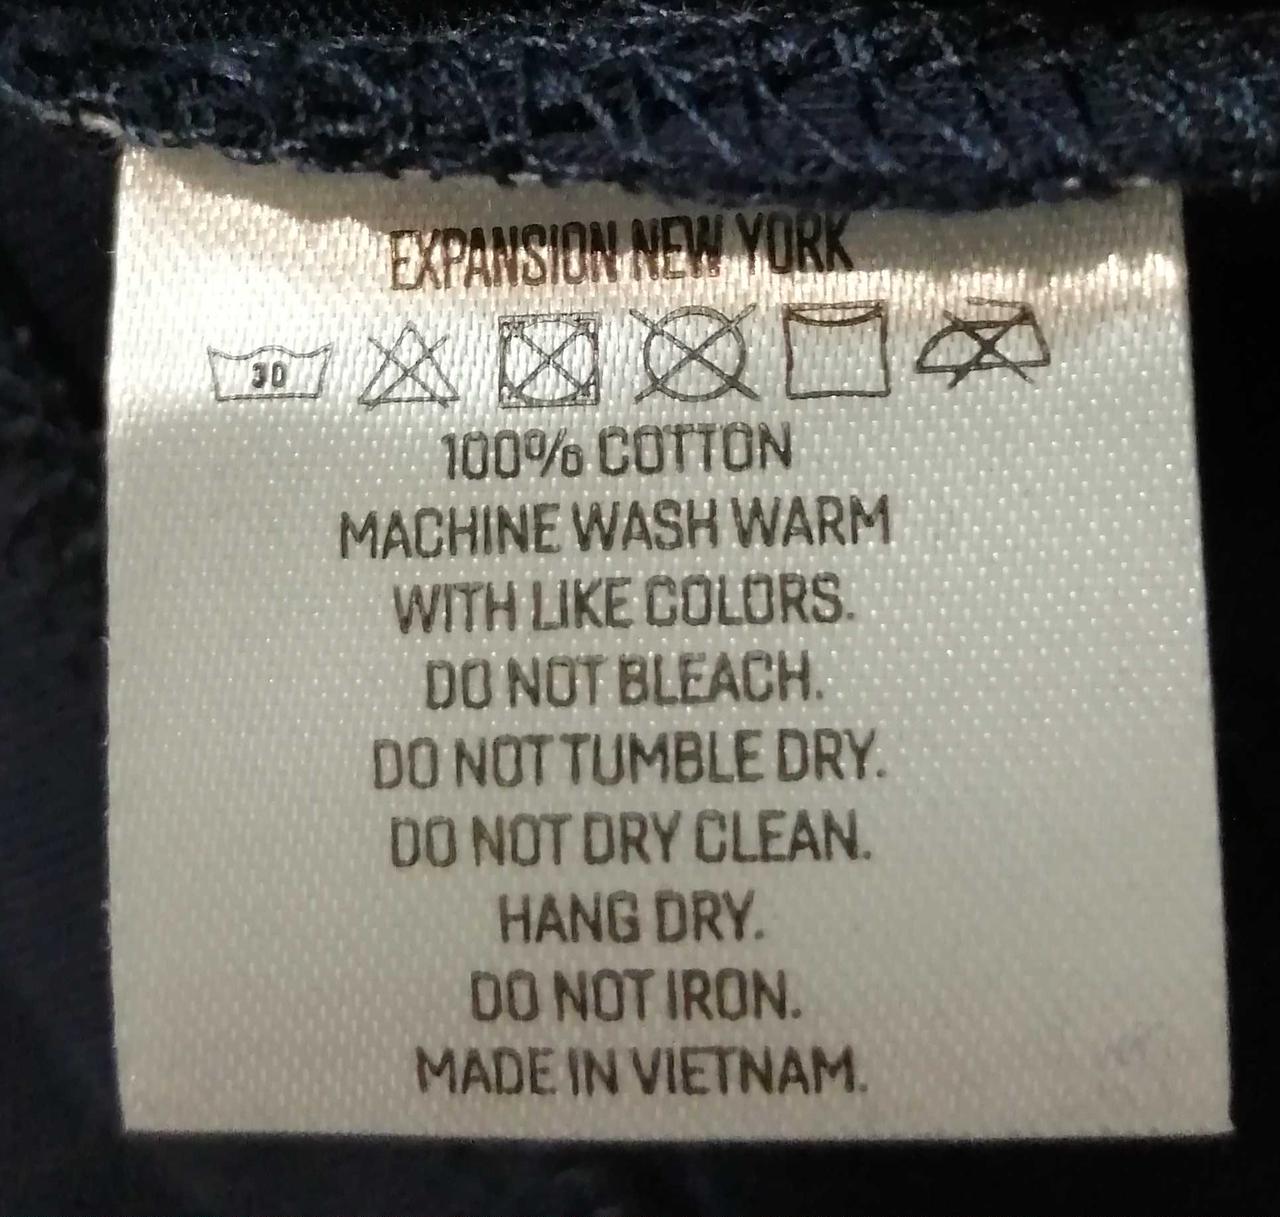 EXPANSION NEW YORK
30
100% COTTON
MACHINE WASH WARM
WITH LIKE COLORS.
DO NOT BLEACH.
DO NOT TUMBLE DRY.
DO NOT DRY CLEAN.
HANG DRY.
DO NOT IRON.
MADE IN VIETNAM.